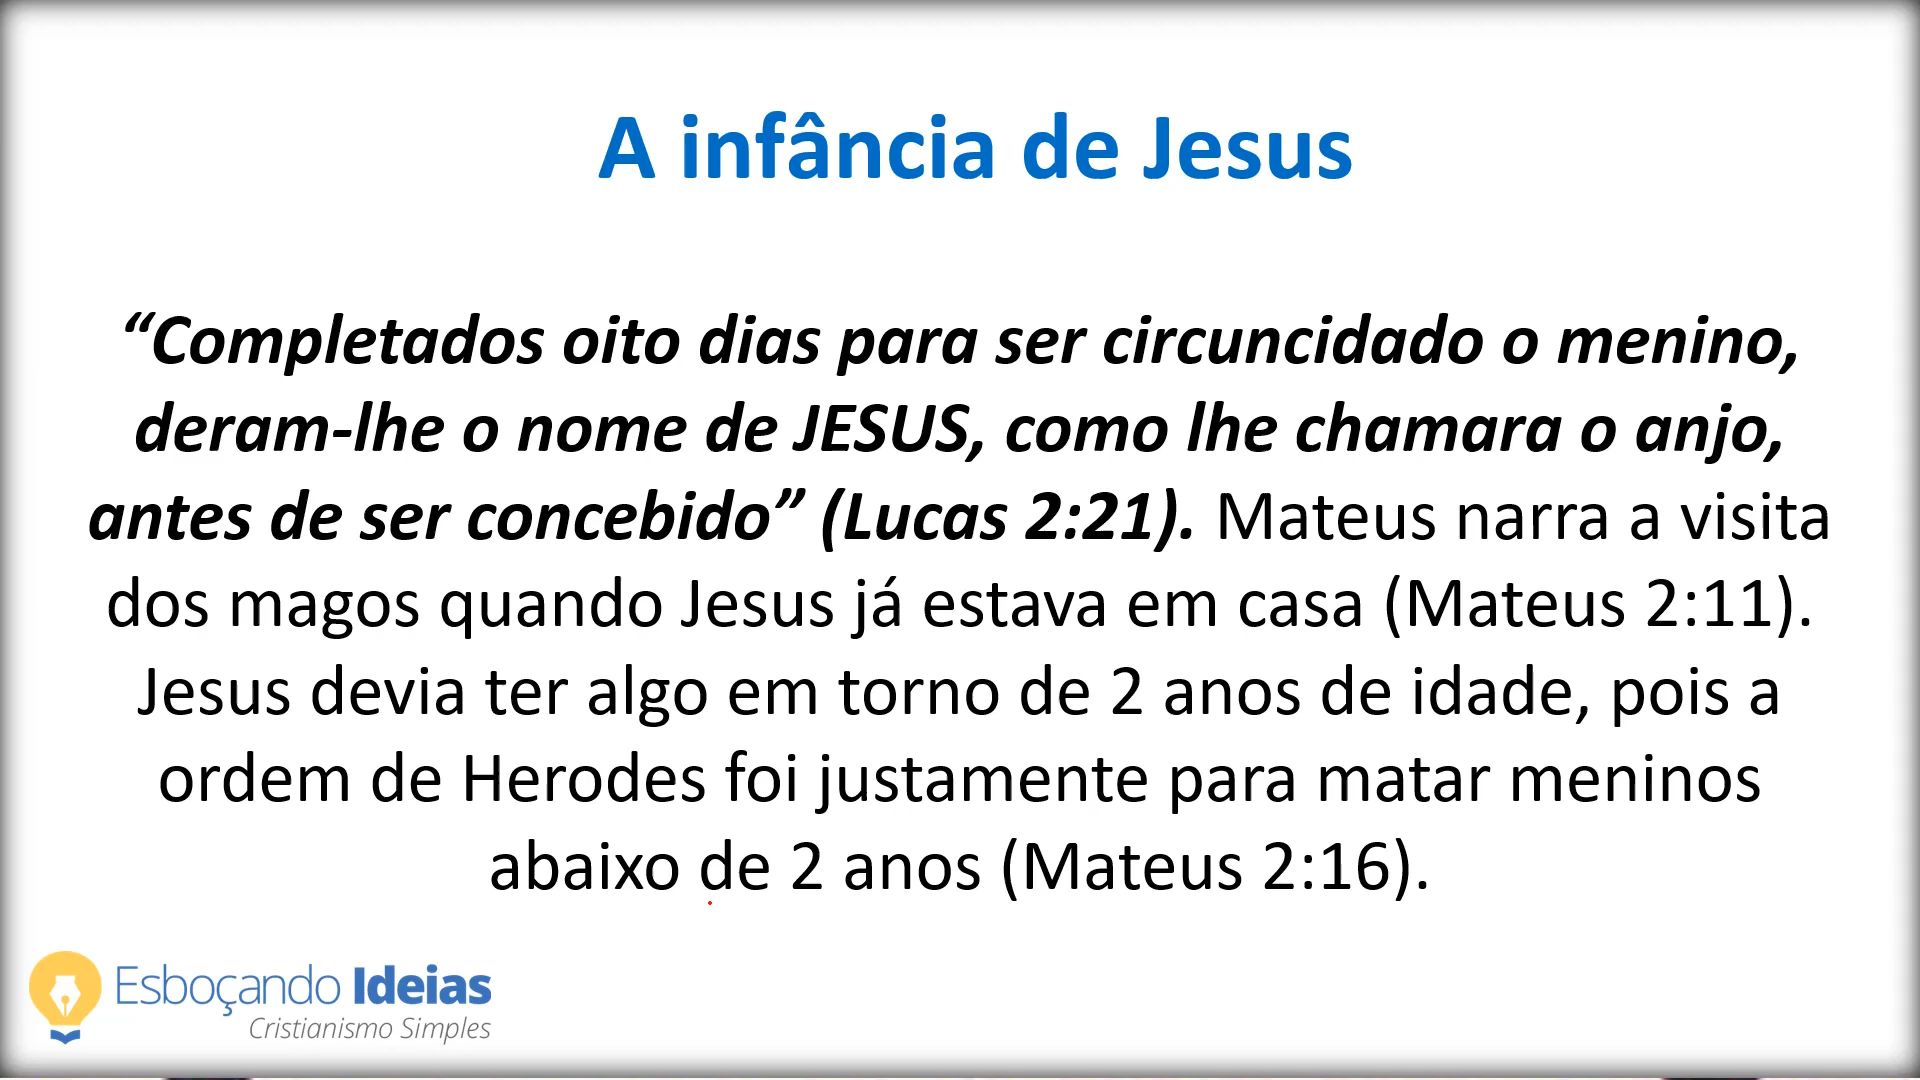 A infância de Jesus
“Completados oito dias para ser circuncidado o menino,
deram-lhe o nome de JESUS, como lhe chamara o anjo,
antes de ser concebido” (Lucas 2:21). Mateus narra a visita
dos magos quando Jesus já estava em casa (Mateus 2:11).
Jesus devia ter algo em torno de 2 anos de idade, pois a
ordem de Herodes foi justamente para matar meninos
abaixo de 2 anos (Mateus 2:16).
Esboçando Ideias
Cristianismo Simples